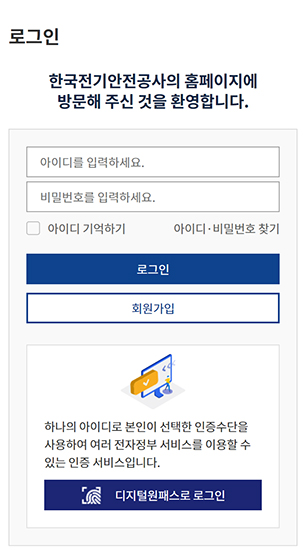 로그인
한국전기안전공사의 홈페이지에
방문해 주신 것을 환영합니다.
아이디를 입력하세요.
비밀번호를 입력하세요.
아이디 기억하기 아이디·비밀번호 찾기
로그인
회원가입
하나의 아이디로 본인이 선택한 인증수단을
사용하여 여러 전자정부 서비스를 이용할 수
있는 인증 서비스입니다.
디지털원패스로 로그인